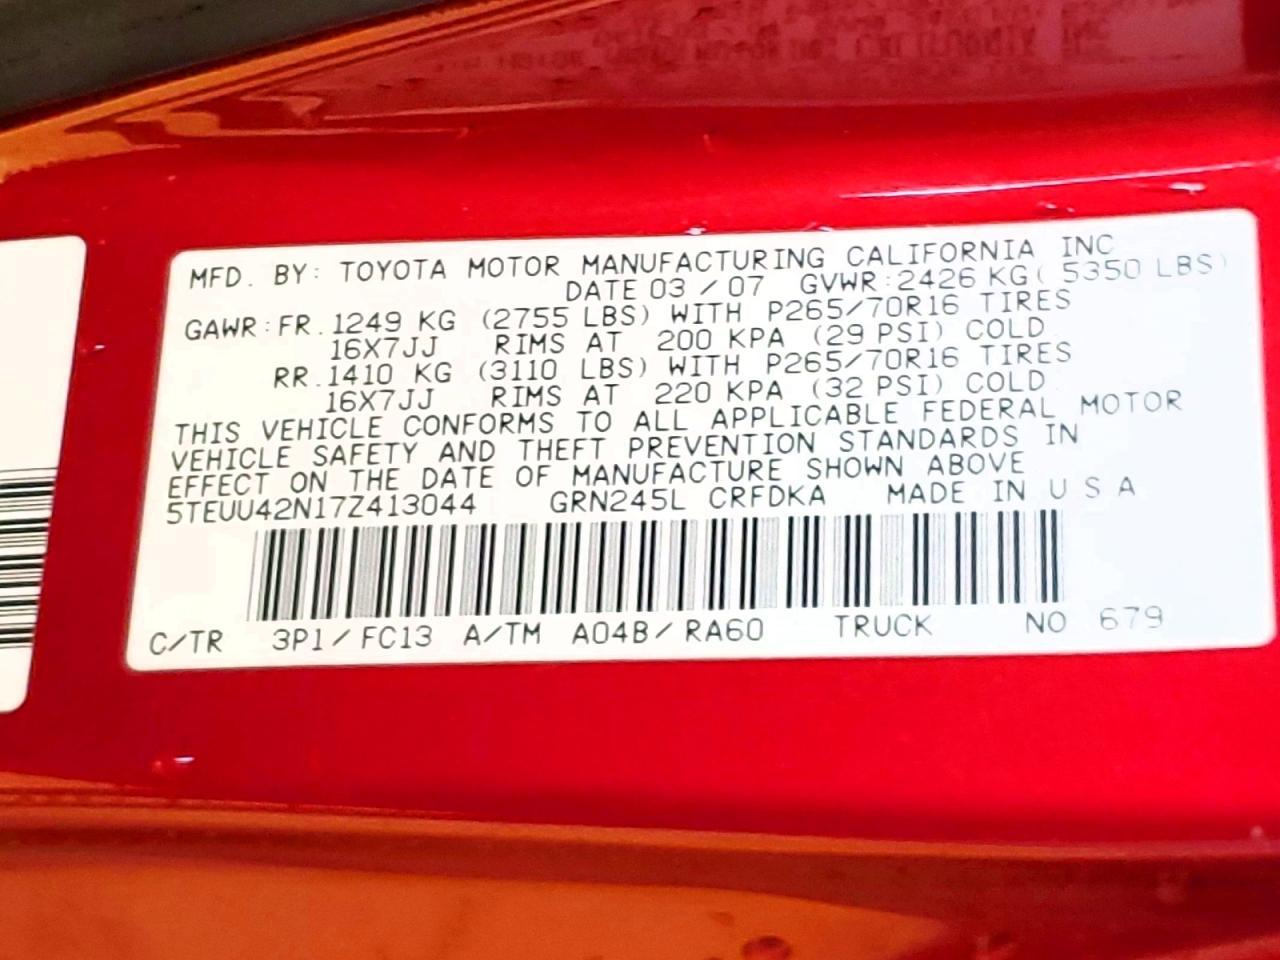 MFD. BY: TOYOTA MOTOR MANUFACTURING CALIFORNIA INC
DATE 03 / 07 GVWR:2426 KG( 5350 LBS)
GAWR:FR.1249 KG (2755 LBS) WITH P265/70R16 TIRES
16X7JJ RIMS AT 200 KPA (29 PSI) COLD
RR.1410 KG (3110 LBS) WITH P265/70R16 TIRES
16X7JJ RIMS AT 220 KPA (32 PSI) COLD
THIS VEHICLE CONFORMS TO ALL APPLICABLE FEDERAL MOTOR
VEHICLE SAFETY AND THEFT PREVENTION STANDARDS IN
EFFECT ON THE DATE OF MANUFACTURE SHOWN ABOVE
5TEUU42N17Z413044 GRN245L CRFDKA MADE IN U S A
C/TR 3P1/FC13 A/TM A04B/RA60 TRUCK NO 679